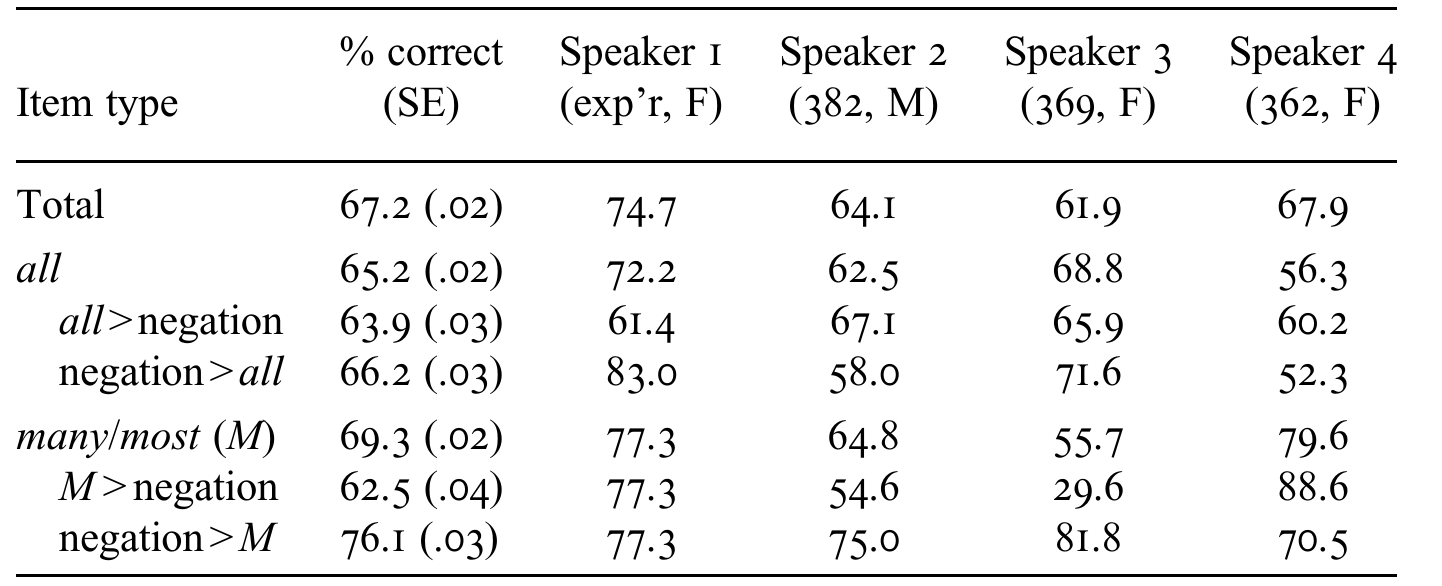 % correct Speaker 1 Speaker 2 Speaker 3 Speaker 4
Item type (SE) (exp’r, F) (382, M) (369, F) (362, F)
Total 67.2 (.02) 74.7 64.1 61.9 67.9
all 65.2 (.02) 72.2 62.5 68.8 56.3
all>negation 63.9 (.03) 61.4 67.1 65.9 60.2
negation>all 66.2 (.03) 83.0 58.0 71.6 52.3
many/most (M) 69.3 (.02) 77.3 64.8 55.7 79.6
M>negation 62.5 (.04) 77.3 54.6 29.6 88.6
negation>M 76.1 (.03) 77.3 75.0 81.8 70.5